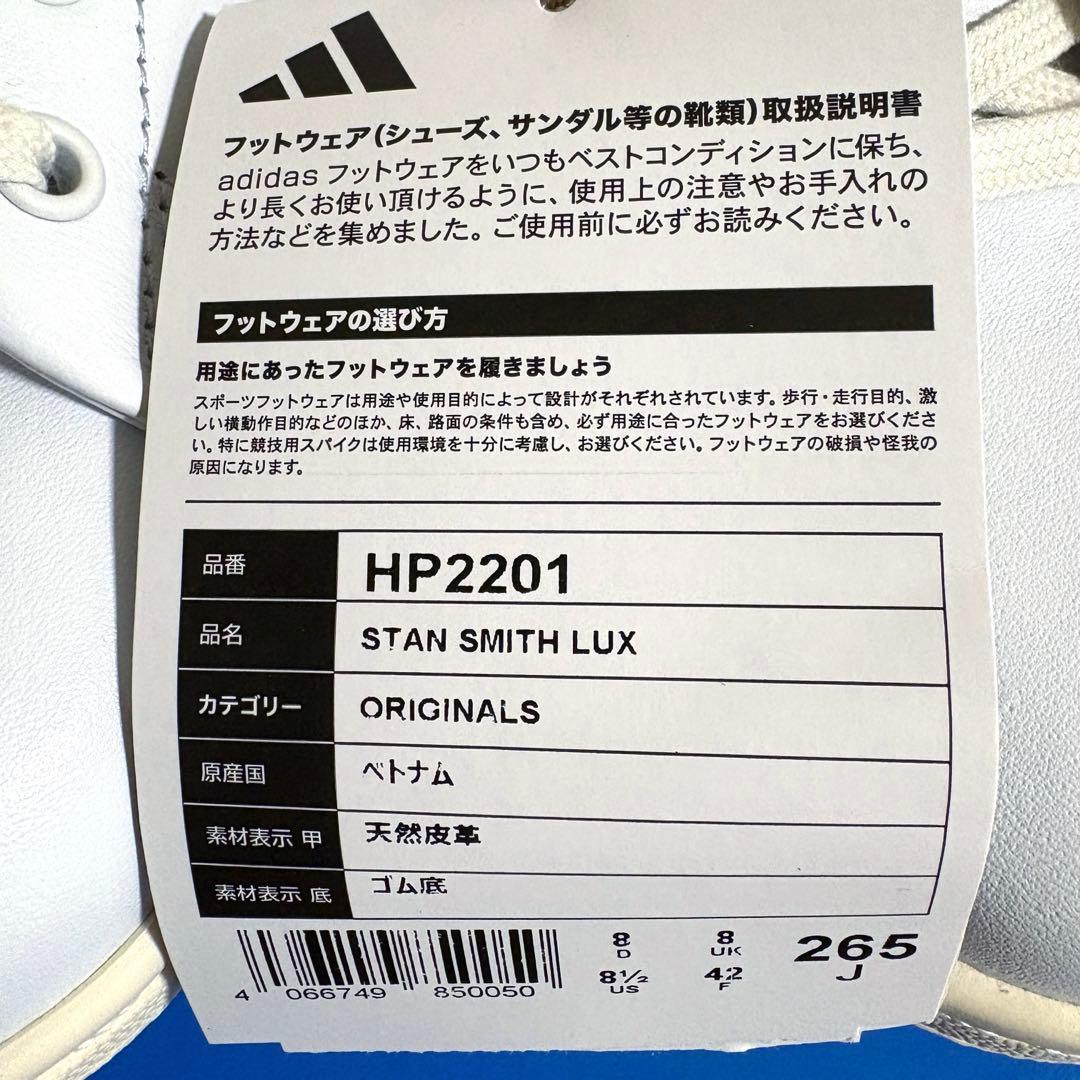 フットウェア(シューズ、サンダル等の靴類)取扱説明書
adidas フットウェアをいつもベストコンディションに保ち、
より長くお使い頂けるように、使用上の注意やお手入れの
方法などを集めました。ご使用前に必ずお読みください。
フットウェアの選び方
用途にあったフットウェアを履きましょう
スポーツフットウェアは用途や使用目的によって設計がそれぞれされています。歩行・走行目的、激
しい横動作目的などのほか、床、路面の条件も含め、必ず用途に合ったフットウェアをお選びくださ
い。特に競技用スパイクは使用環境を十分に考慮し、お選びください。フットウェアの破損や怪我の
原因になります。
品番 HP2201
品名 STAN SMITH LUX
カテゴリー ORIGINALS
原産国 ベトナム
素材表示 甲 天然皮革
素材表示 底 ゴム底
8 8 265
D UK J
8½ 42
US F
4 066749 850050